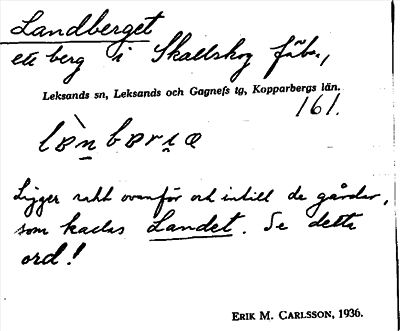 Landberget
ett berg i Skallskog fäb.,
Leksands sn, Leksands och Gagnefs tg, Kopparbergs län.
161.
Ligger rakt ovanför och intill de gårdar,
som kallas Landet. Se detta
ord!
ERIK M. CARLSSON, 1936.